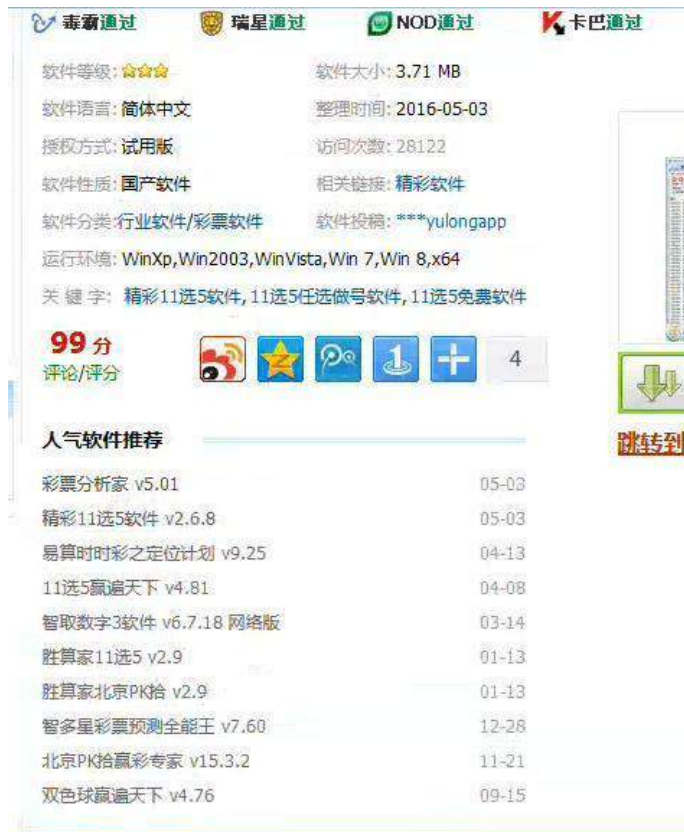 毒霸通过 瑞星通过 NOD通过 卡巴通过
软件等级: 软件大小: 3.71 MB
软件语言: 简体中文 整理时间: 2016-05-03
授权方式: 试用版 访问次数: 28122
软件性质: 国产软件 相关链接: 精彩软件
软件分类: 行业软件/彩票软件 软件投稿: ***yulongapp
运行环境: WinXp,Win2003,WinVista,Win 7,Win 8,x64
关 键 字: 精彩11选5软件, 11选5任选做号软件, 11选5免费软件
99 分
评论/评分
4
跳转到
人气软件推荐
彩票分析家 v5.01 05-03
精彩11选5软件 v2.6.8 05-03
易算时时彩之定位计划 v9.25 04-13
11选5赢遍天下 v4.81 04-08
智取数字3软件 v6.7.18 网络版 03-14
胜算家11选5 v2.9 01-13
胜算家北京PK拾 v2.9 01-13
智多星彩票预测全能王 v7.60 12-28
北京PK拾赢彩专家 v15.3.2 11-21
双色球赢遍天下 v4.76 09-15